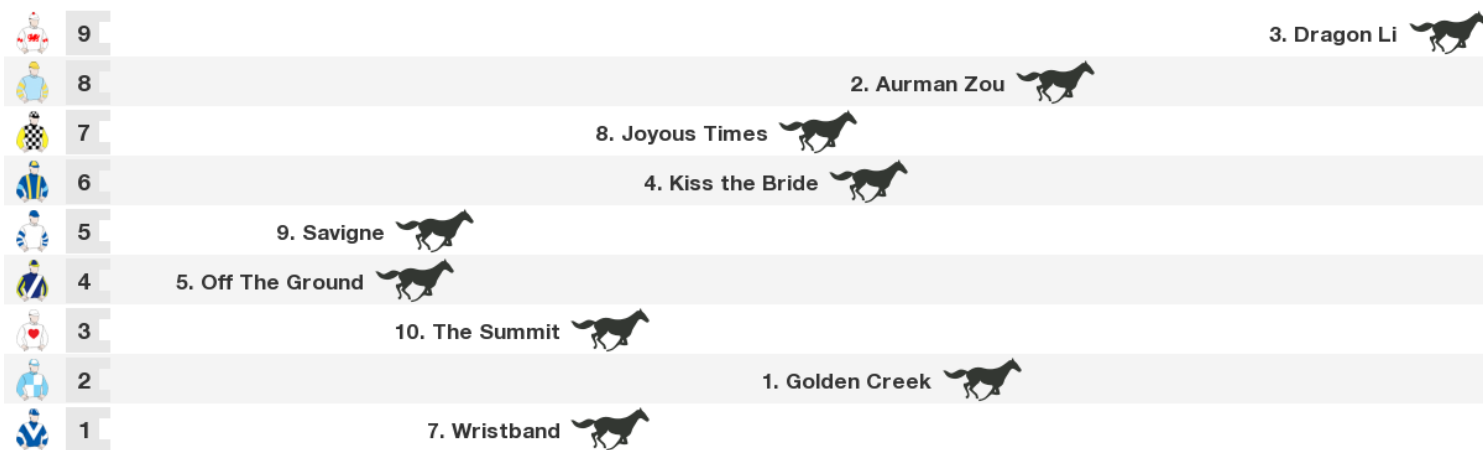 9 3. Dragon Li
8 2. Aurman Zou
7 8. Joyous Times
6 4. Kiss the Bride
5 9. Savigne
4 5. Off The Ground
3 10. The Summit
2 1. Golden Creek
1 7. Wristband